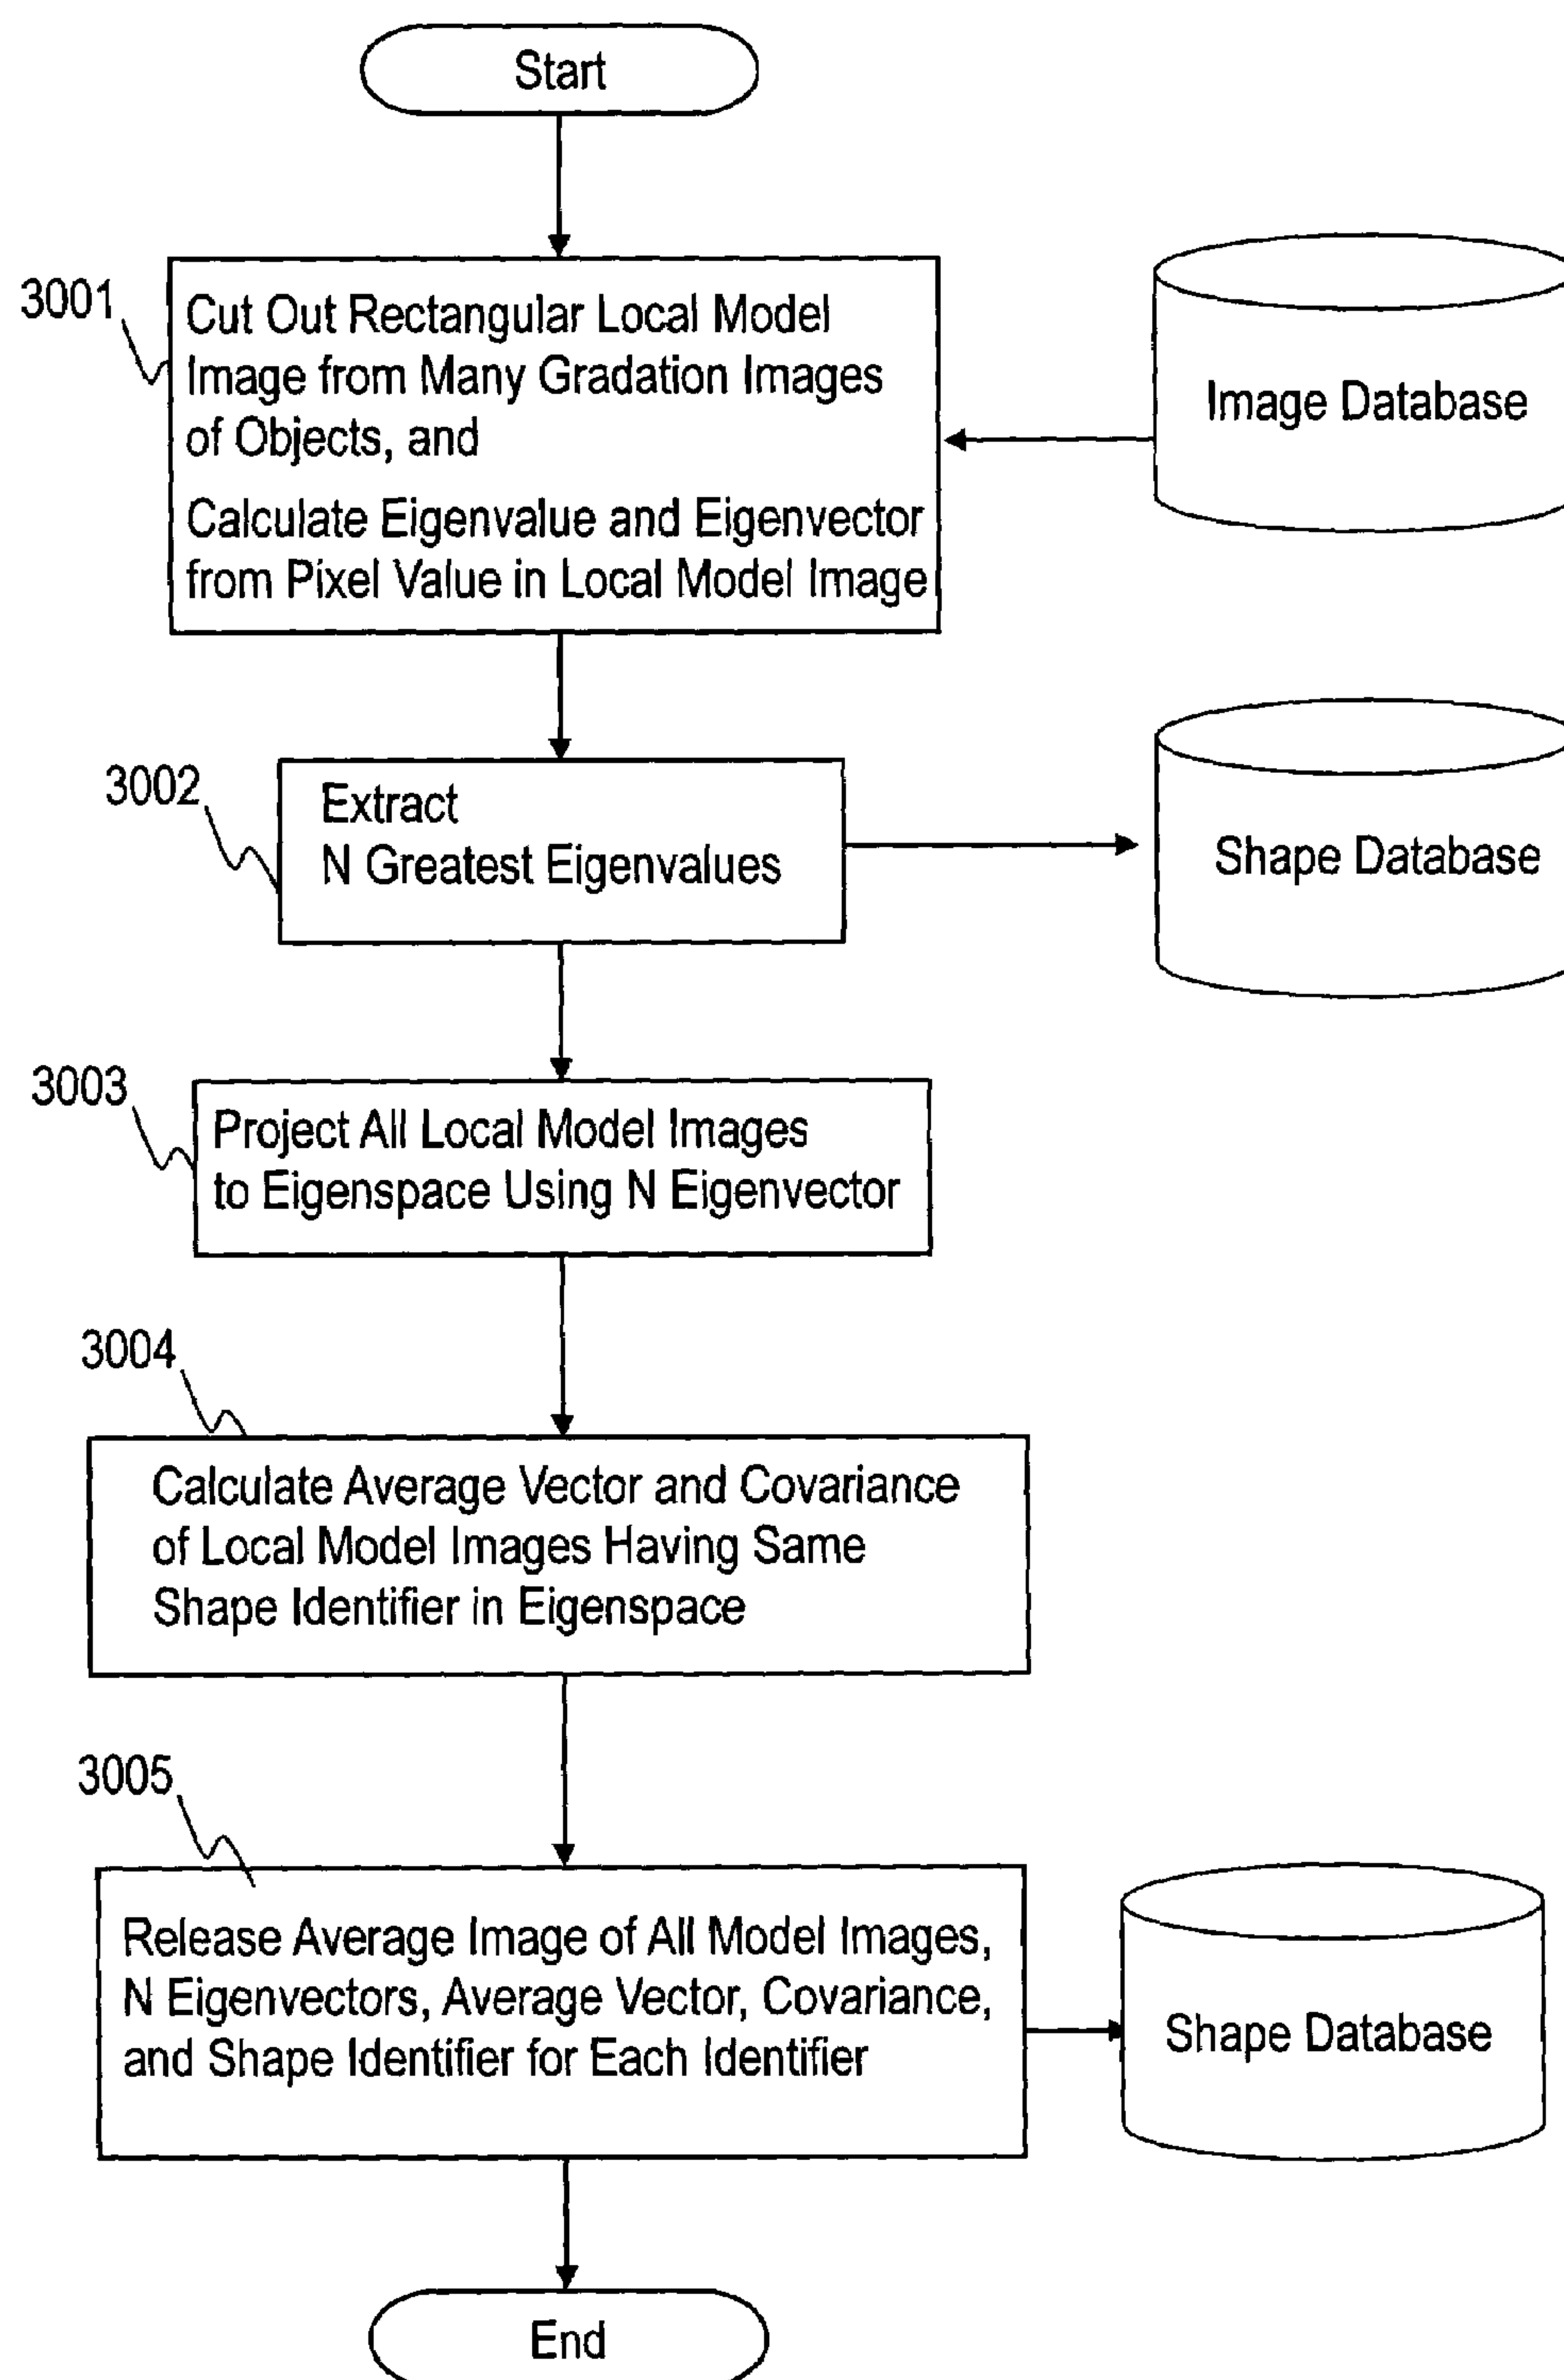 Start
3001
Cut Out Rectangular Local Model
Image from Many Gradation Images
of Objects, and
Calculate Eigenvalue and Eigenvector
from Pixel Value in Local Model Image
Image Database
3002
Extract
N Greatest Eigenvalues
Shape Database
3003
Project All Local Model Images
to Eigenspace Using N Eigenvector
3004
Calculate Average Vector and Covariance
of Local Model Images Having Same
Shape Identifier in Eigenspace
3005
Release Average Image of All Model Images,
N Eigenvectors, Average Vector, Covariance,
and Shape Identifier for Each Identifier
Shape Database
End